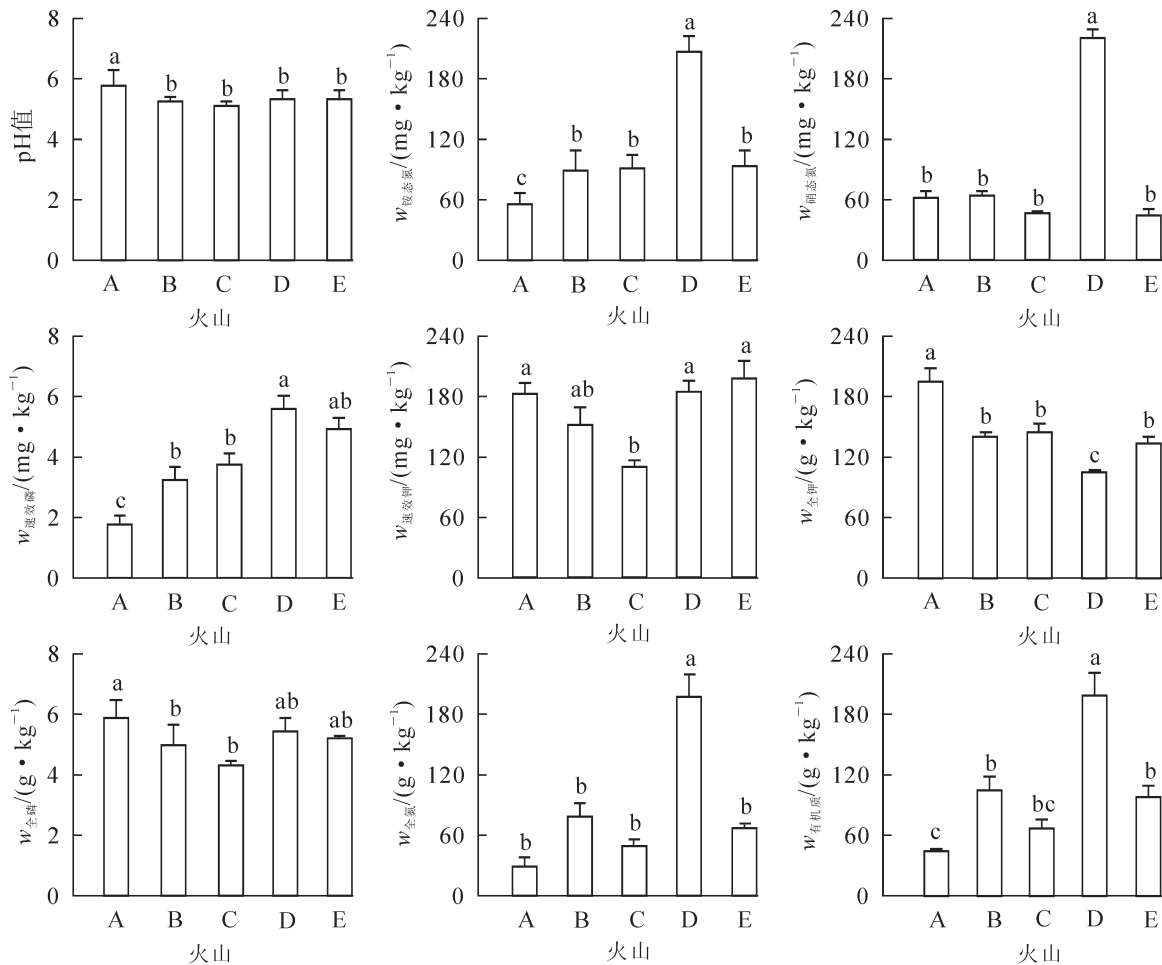 pH值
8
6
4
2
0
a
b
b
b
b
A
B
C
D
E
火山
w铵态氮/(mg·kg⁻¹)
240
180
120
60
0
c
b
b
a
b
A
B
C
D
E
火山
w硝态氮/(mg·kg⁻¹)
240
180
120
60
0
b
b
b
a
b
A
B
C
D
E
火山
w速效磷/(mg·kg⁻¹)
8
6
4
2
0
c
b
b
a
ab
A
B
C
D
E
火山
w速效钾/(mg·kg⁻¹)
240
180
120
60
0
a
ab
b
a
a
A
B
C
D
E
火山
w全钾/(g·kg⁻¹)
240
180
120
60
0
a
b
b
c
b
A
B
C
D
E
火山
w全磷/(g·kg⁻¹)
8
6
4
2
0
a
b
b
ab
ab
A
B
C
D
E
火山
w全氮/(g·kg⁻¹)
240
180
120
60
0
b
b
b
a
b
A
B
C
D
E
火山
w有机质/(g·kg⁻¹)
240
180
120
60
0
c
b
bc
a
b
A
B
C
D
E
火山